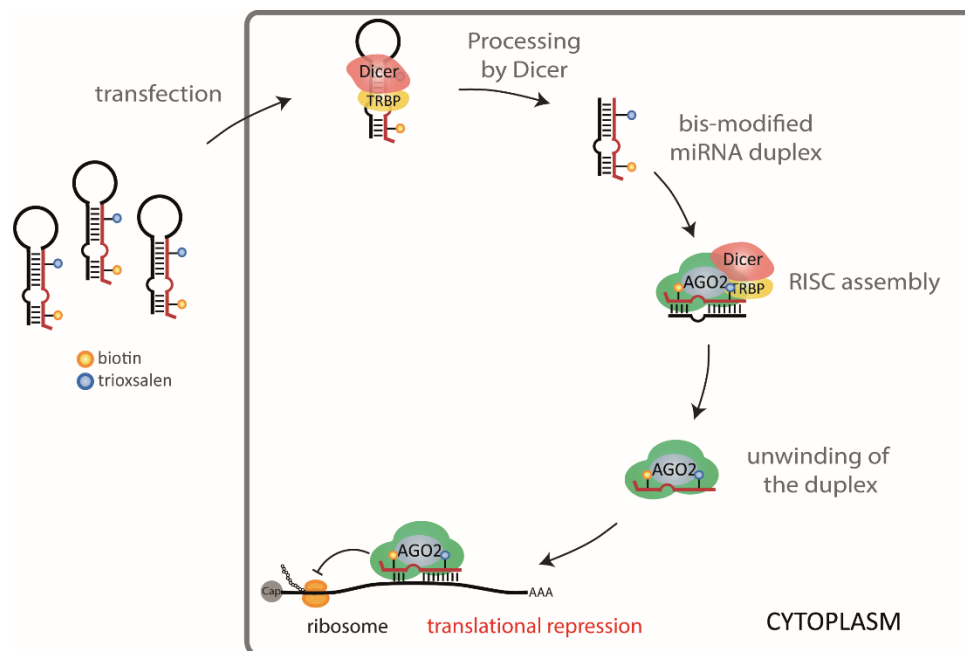 transfection
Dicer
TRBP
Processing
by Dicer
bis-modified
miRNA duplex
biotin
trioxsalen
Dicer
AGO2
TRBP
RISC assembly
AGO2
unwinding of
the duplex
AGO2
Cap
AAA
ribosome
translational repression
CYTOPLASM